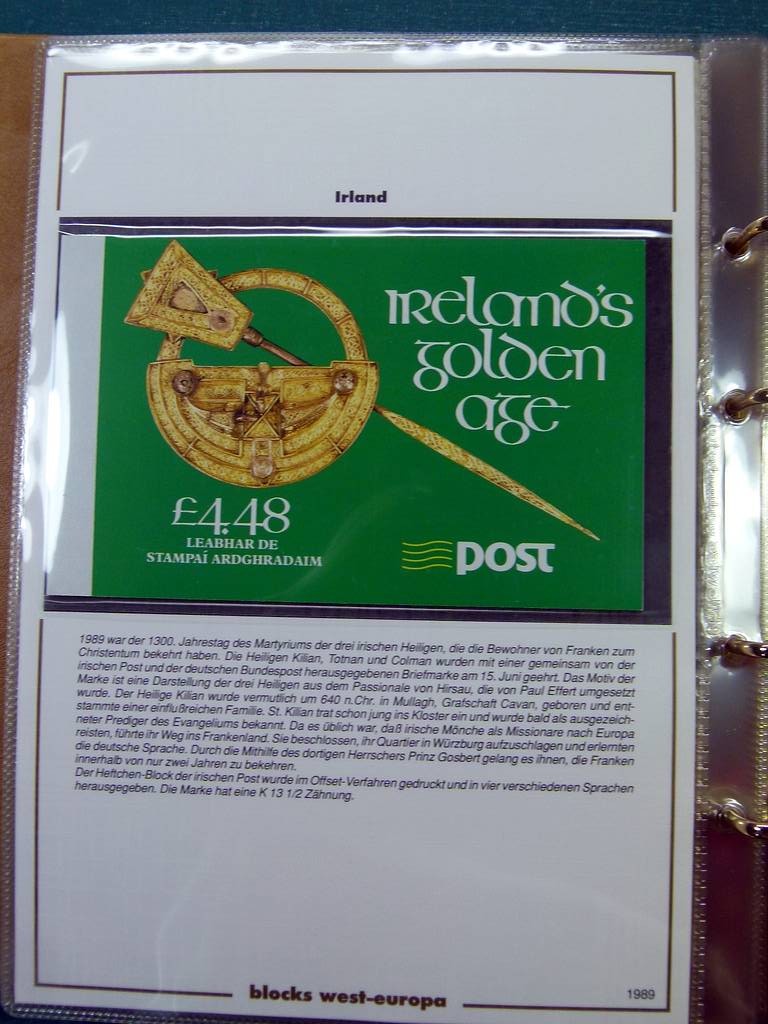 Irland
Ireland's
golden
age
£4.48
LEABHAR DE
STAMPAÍ ARDGHRADAIM
POST
1989 war der 1300. Jahrestag des Martyriums der drei irischen Heiligen, die die Bewohner von Franken zum
Christentum bekehrt haben. Die Heiligen Kilian, Totnan und Colman wurden mit einer gemeinsam von der
irischen Post und der deutschen Bundespost herausgegebenen Briefmarke am 15. Juni geehrt. Das Motiv der
Marke ist eine Darstellung der drei Heiligen aus dem Passionale von Hirsau, die von Paul Effert umgesetzt
wurde. Der Heilige Kilian wurde vermutlich um 640 n.Chr. in Mullagh, Grafschaft Cavan, geboren und ent-
stammte einer einflußreichen Familie. St. Kilian trat schon jung ins Kloster ein und wurde bald als ausgezeich-
neter Prediger des Evangeliums bekannt. Da es üblich war, daß irische Mönche als Missionare nach Europa
reisten, führte ihr Weg ins Frankenland. Sie beschlossen, ihr Quartier in Würzburg aufzuschlagen und erlernten
die deutsche Sprache. Durch die Mithilfe des dortigen Herrschers Prinz Gosbert gelang es ihnen, die Franken
innerhalb von nur zwei Jahren zu bekehren.
Der Heftchen-Block der irischen Post wurde im Offset-Verfahren gedruckt und in vier verschiedenen Sprachen
herausgegeben. Die Marke hat eine K 13 1/2 Zähnung.
blocks west-europa
1989